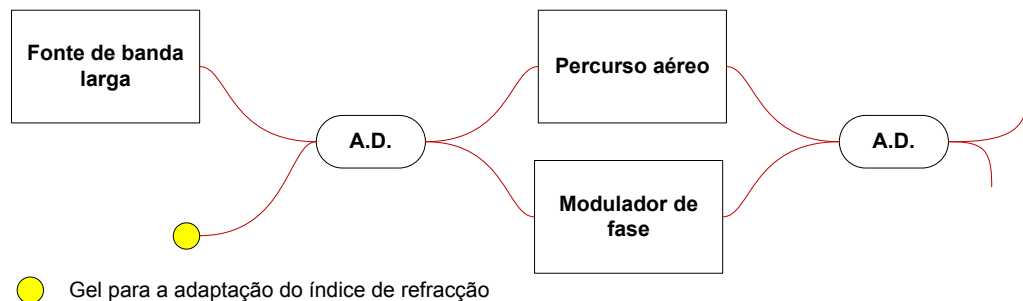 Fonte de banda
larga
Percurso aéreo
A.D.
A.D.
Modulador de
fase
Gel para a adaptação do índice de refracção